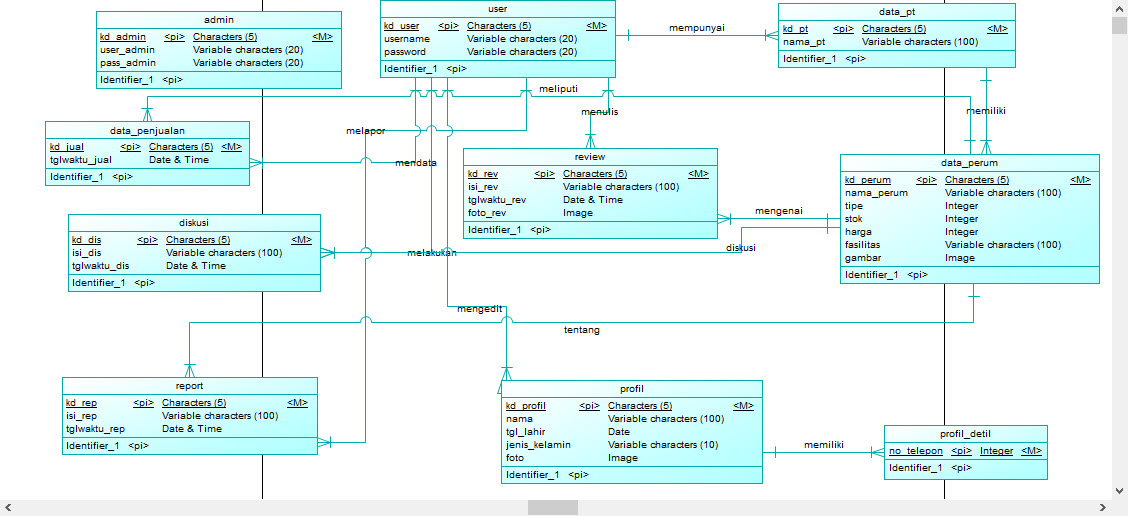 admin
kd_admin <pi> Characters (5) <M>
user_admin Variable characters (20)
pass_admin Variable characters (20)
Identifier_1 <pi>
user
kd_user <pi> Characters (5) <M>
username Variable characters (20)
password Variable characters (20)
Identifier_1 <pi>
mempunyai
data_pt
kd_pt <pi> Characters (5) <M>
nama_pt Variable characters (100)
Identifier_1 <pi>
meliputi
memiliki
menulis
melapor
data_penjualan
kd_jual <pi> Characters (5) <M>
tglwaktu_jual Date & Time
Identifier_1 <pi>
mendata
review
kd_rev <pi> Characters (5) <M>
isi_rev Variable characters (100)
tglwaktu_rev Date & Time
foto_rev Image
Identifier_1 <pi>
data_perum
kd_perum <pi> Characters (5) <M>
nama_perum Variable characters (100)
tipe Integer
stok Integer
harga Integer
fasilitas Variable characters (100)
gambar Image
Identifier_1 <pi>
mengenai
diskusi
kd_dis <pi> Characters (5) <M>
isi_dis Variable characters (100)
tglwaktu_dis Date & Time
Identifier_1 <pi>
melakukan
diskusi
mengedit
tentang
report
kd_rep <pi> Characters (5) <M>
isi_rep Variable characters (100)
tglwaktu_rep Date & Time
Identifier_1 <pi>
profil
kd_profil <pi> Characters (5) <M>
nama Variable characters (100)
tgl_lahir Date
jenis_kelamin Variable characters (10)
foto Image
Identifier_1 <pi>
memiliki
profil_detil
no_telepon <pi> Integer <M>
Identifier_1 <pi>